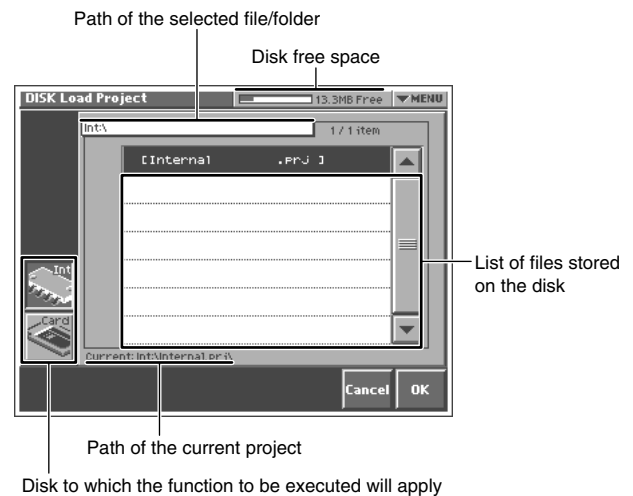 Path of the selected file/folder
Disk free space
DISK Load Project
13.3MB Free
MENU
Int:\
1 / 1 item
[Internal .prj ]
Int
Card
List of files stored
on the disk
Current: Int:\Internal.prj\
Cancel
OK
Path of the current project
Disk to which the function to be executed will apply